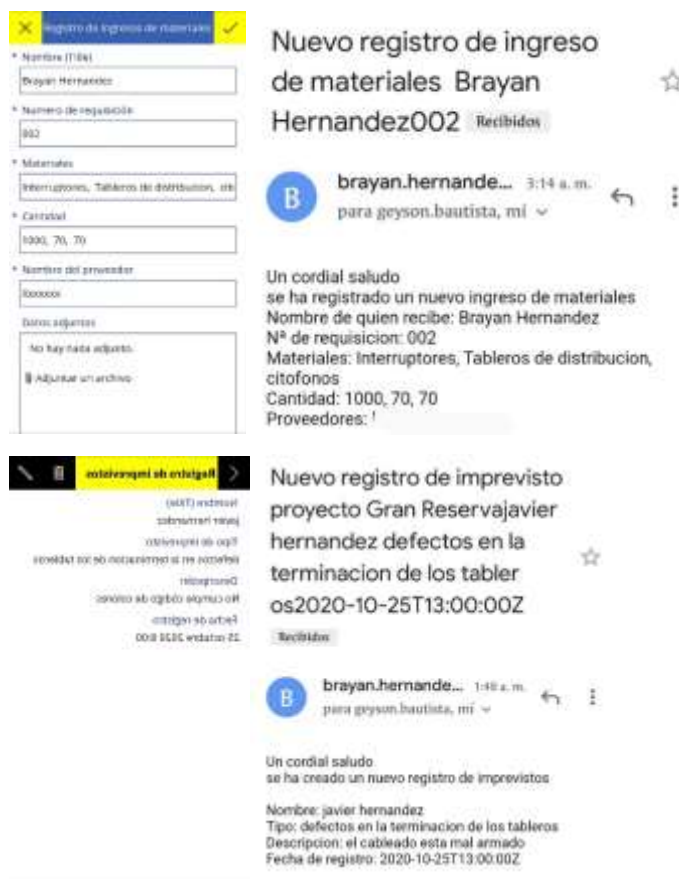 Registro de ingresos de materiales
* Nombre (Title)
Brayan Hernandez
* Numero de requisición
002
* Materiales
Interruptores, Tableros de distribucion, cito
* Cantidad
1000, 70, 70
* Nombre del proveedor
Datos adjuntos
No hay nada adjunto.
Adjuntar un archivo
Nuevo registro de ingreso
de materiales Brayan
Hernandez002 Recibidos
B
brayan.hernande... 3:14 a. m.
para geyson.bautista, mí
Un cordial saludo
se ha registrado un nuevo ingreso de materiales
Nombre de quien recibe: Brayan Hernandez
Nª de requisicion: 002
Materiales: Interruptores, Tableros de distribucion,
citofonos
Cantidad: 1000, 70, 70
Proveedores:
Registro de imprevistos
Nombre (Title)
javier hernandez
Tipo de imprevisto
defectos en la terminacion de los tableros
Descripcion
No cumple código de colores
Fecha de registro
25 octubre 2020 8:00
Nuevo registro de imprevisto
proyecto Gran Reservajavier
hernandez defectos en la
terminacion de los tabler
os2020-10-25T13:00:00Z
Recibidos
B
brayan.hernande... 1:48 a. m.
para geyson.bautista, mí
Un cordial saludo
se ha creado un nuevo registro de imprevistos
Nombre: javier hernandez
Tipo: defectos en la terminacion de los tableros
Descripcion: el cableado esta mal armado
Fecha de registro: 2020-10-25T13:00:00Z